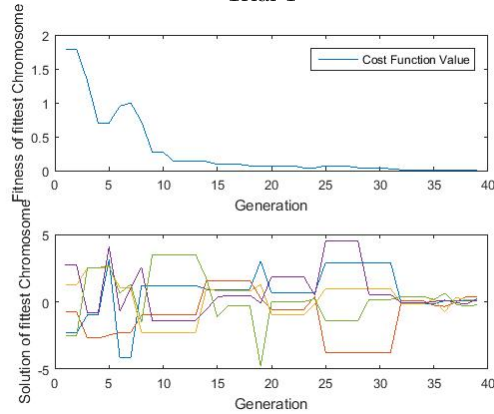 2
1.5
1
0.5
0
Fitness of fittest Chromosome
Cost Function Value
0 5 10 15 20 25 30 35 40
Generation
5
0
-5
Solution of fittest Chromosome
0 5 10 15 20 25 30 35 40
Generation